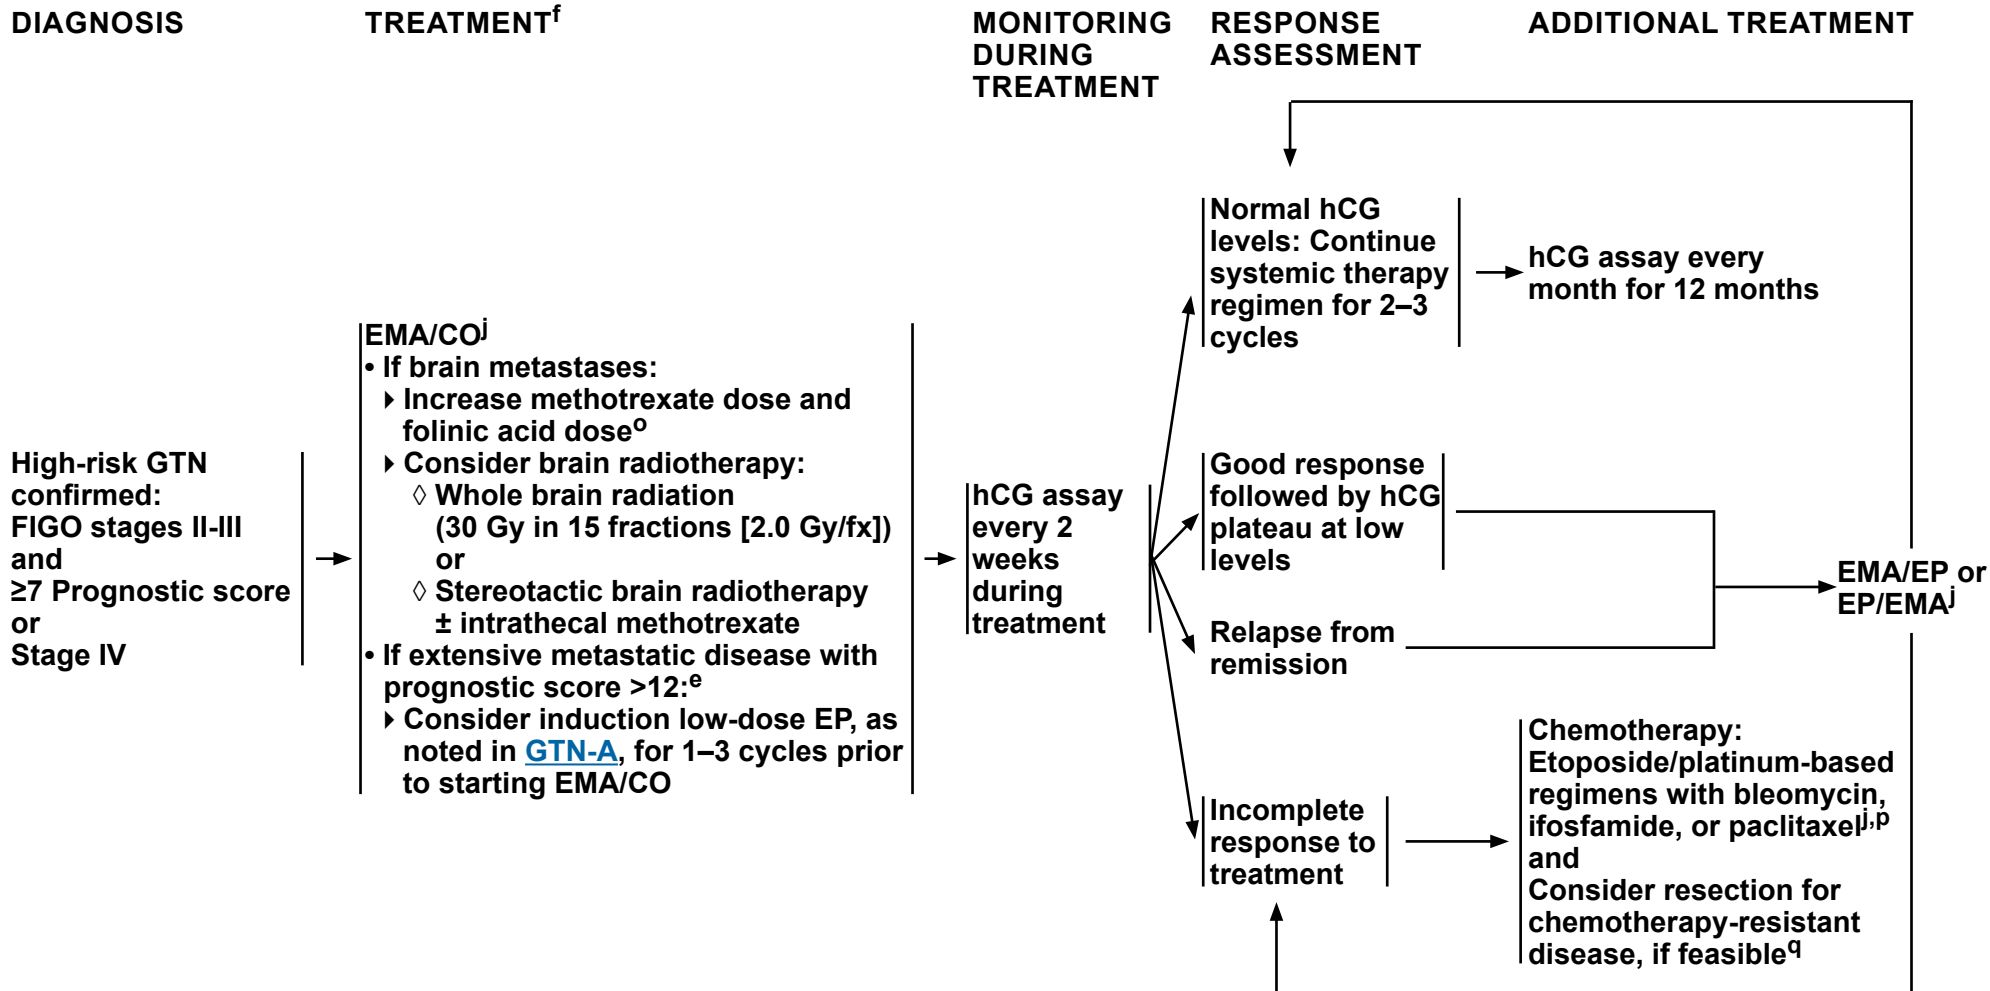 DIAGNOSIS
TREATMENTf
MONITORING
DURING
TREATMENT
RESPONSE
ASSESSMENT
ADDITIONAL TREATMENT
High-risk GTN
confirmed:
FIGO stages II-III
and
≥7 Prognostic score
or
Stage IV
EMA/COj
• If brain metastases:
Increase methotrexate dose and
folinic acid doseo
Consider brain radiotherapy:
◊ Whole brain radiation
(30 Gy in 15 fractions [2.0 Gy/fx])
or
◊ Stereotactic brain radiotherapy
± intrathecal methotrexate
• If extensive metastatic disease with
prognostic score >12:e
Consider induction low-dose EP, as
noted in GTN-A, for 1–3 cycles prior
to starting EMA/CO
hCG assay
every 2
weeks
during
treatment
Normal hCG
levels: Continue
systemic therapy
regimen for 2–3
cycles
hCG assay every
month for 12 months
Good response
followed by hCG
plateau at low
levels
Relapse from
remission
EMA/EP or
EP/EMAj
Incomplete
response to
treatment
Chemotherapy:
Etoposide/platinum-based
regimens with bleomycin,
ifosfamide, or paclitaxelj,p
and
Consider resection for
chemotherapy-resistant
disease, if feasibleq